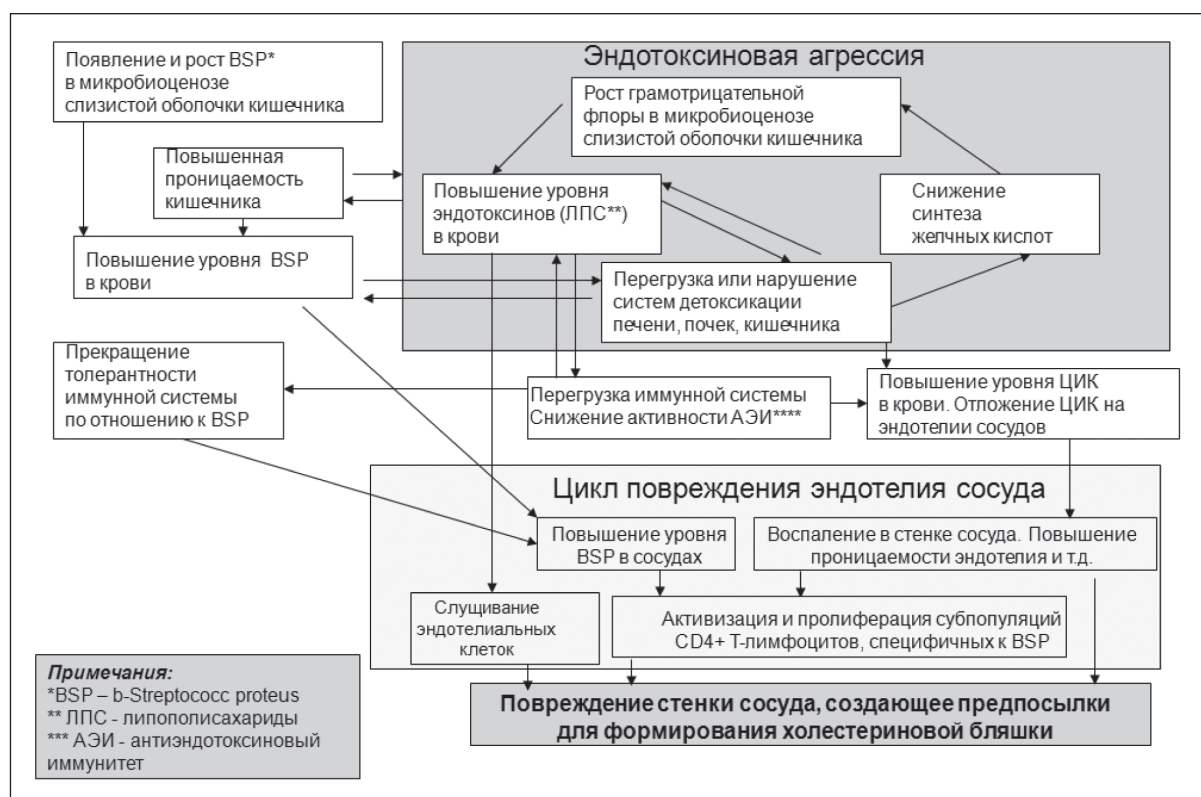 Появление и рост BSP*
в микробиоценозе
слизистой оболочки кишечника
Эндотоксиновая агрессия
Рост грамотрицательной
флоры в микробиоценозе
слизистой оболочки кишечника
Повышенная
проницаемость
кишечника
Повышение уровня
эндотоксинов (ЛПС**)
в крови
Снижение
синтеза
желчных кислот
Повышение уровня BSP
в крови
Перегрузка или нарушение
систем детоксикации
печени, почек, кишечника
Прекращение
толерантности
иммунной системы
по отношению к BSP
Перегрузка иммунной системы
Снижение активности АЭИ****
Повышение уровня ЦИК
в крови. Отложение ЦИК на
эндотелии сосудов
Цикл повреждения эндотелия сосуда
Повышение уровня
BSP в сосудах
Воспаление в стенке сосуда. Повышение
проницаемости эндотелия и т.д.
Слущивание
эндотелиальных
клеток
Активизация и пролиферация субпопуляций
CD4+ Т-лимфоцитов, специфичных к BSP
Повреждение стенки сосуда, создающее предпосылки
для формирования холестериновой бляшки
Примечания:
*BSP – b-Streptococc proteus
** ЛПС - липополисахариды
*** АЭИ - антиэндотоксиновый
иммунитет